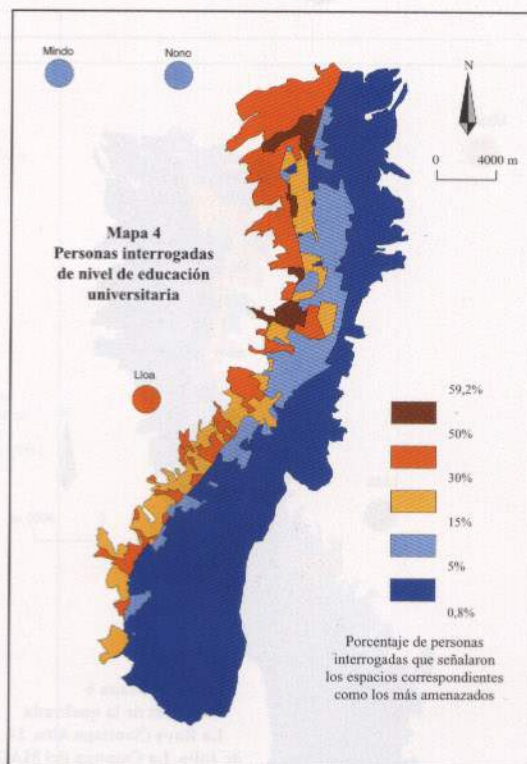 Mindo
Nono
N
0 4000 m
Mapa 4
Personas interrogadas
de nivel de educación
universitaria
Lloa
59,2%
50%
30%
15%
5%
0,8%
Porcentaje de personas
interrogadas que señalaron
los espacios correspondientes
como los más amenazados